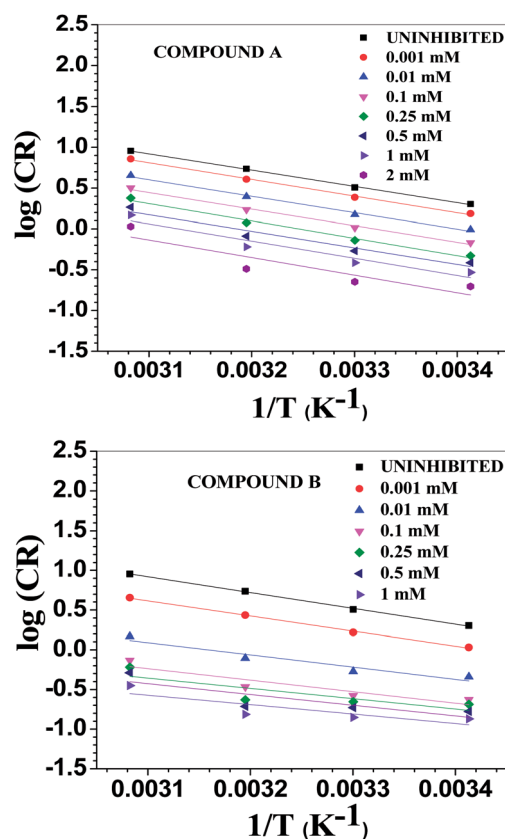 COMPOUND A
UNINHIBITED
0.001 mM
0.01 mM
0.1 mM
0.25 mM
0.5 mM
1 mM
2 mM
2.5
2.0
1.5
1.0
0.5
0.0
-0.5
-1.0
-1.5
log (CR)
0.0031 0.0032 0.0033 0.0034
1/T (K⁻¹)
COMPOUND B
UNINHIBITED
0.001 mM
0.01 mM
0.1 mM
0.25 mM
0.5 mM
1 mM
2.5
2.0
1.5
1.0
0.5
0.0
-0.5
-1.0
-1.5
log (CR)
0.0031 0.0032 0.0033 0.0034
1/T (K⁻¹)